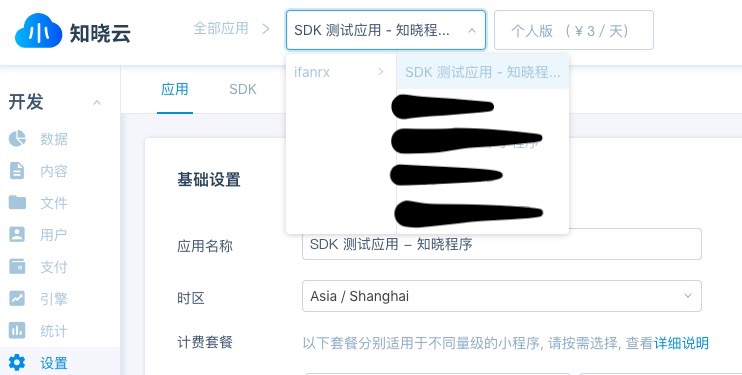 知晓云
全部应用
SDK 测试应用 - 知晓程...
个人版 （¥ 3 / 天）
ifanrx
SDK 测试应用 - 知晓程...
应用
SDK
开发
数据
内容
文件
用户
支付
引擎
统计
设置
基础设置
应用名称
SDK 测试应用 – 知晓程序
时区
Asia / Shanghai
计费套餐
以下套餐分别适用于不同量级的小程序, 请按需选择, 查看详细说明